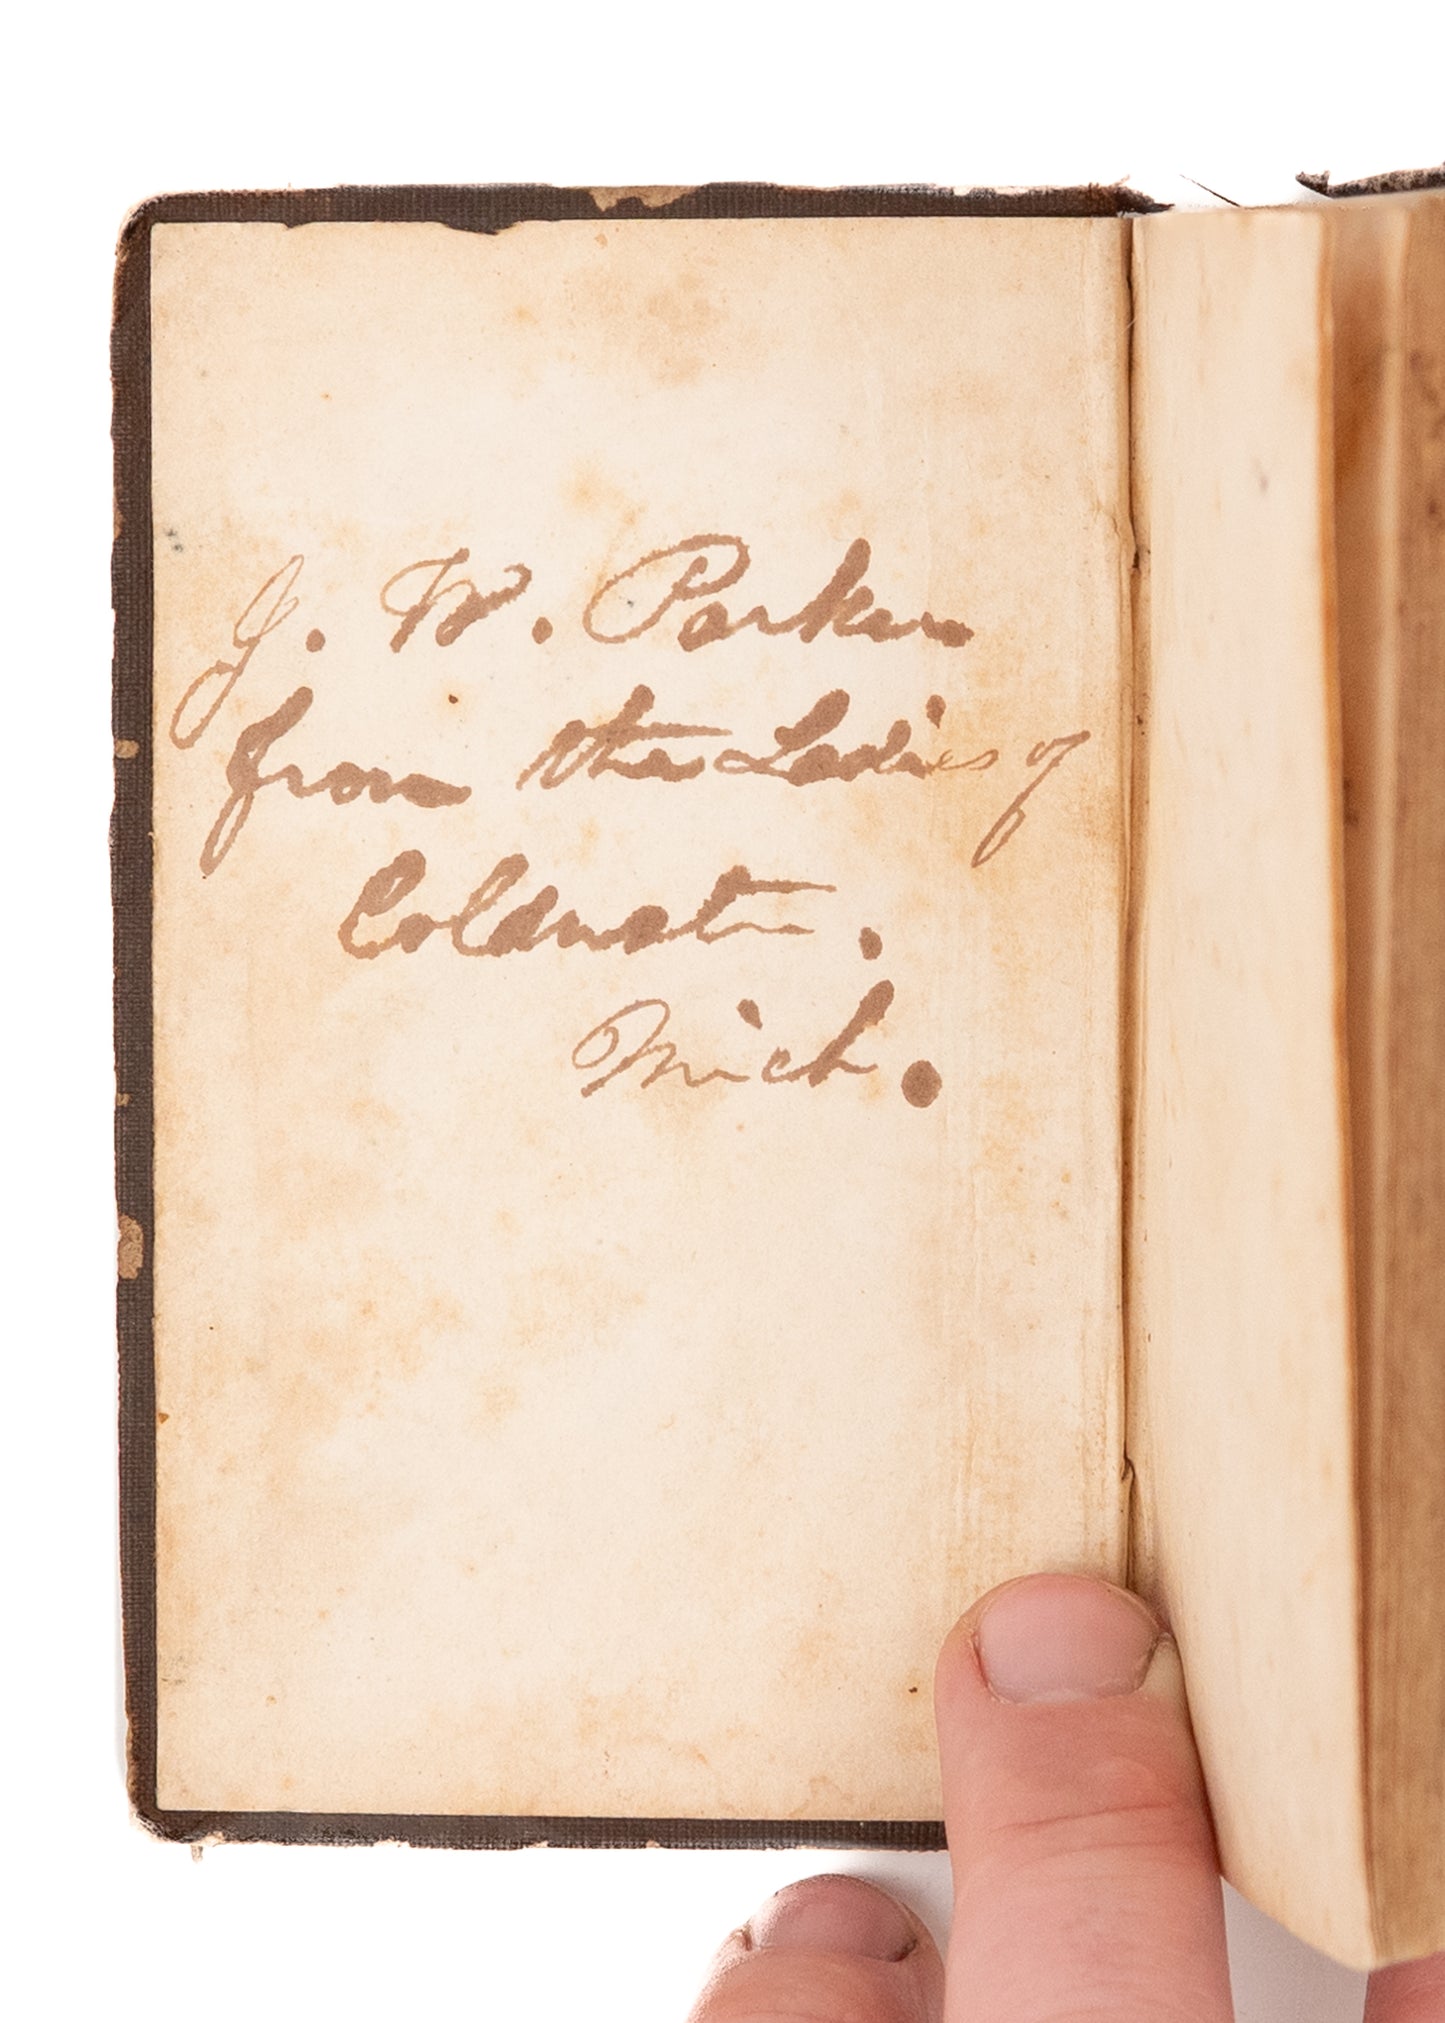 J. W. Parker
from the Ladies of
Coldwater.
Mich.